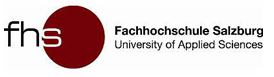 fhs
Fachhochschule Salzburg
University of Applied Sciences